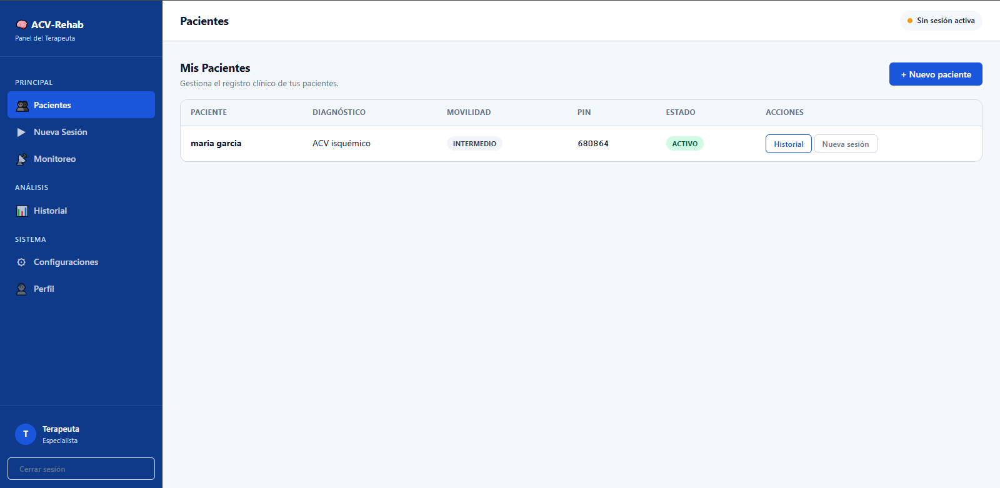 ACV-Rehab
Panel del Terapeuta
PRINCIPAL
Pacientes
Nueva Sesión
Monitoreo
ANÁLISIS
Historial
SISTEMA
Configuraciones
Perfil
T
Terapeuta
Especialista
Cerrar sesión
Pacientes
Sin sesión activa
Mis Pacientes
Gestiona el registro clínico de tus pacientes.
+ Nuevo paciente
PACIENTE DIAGNÓSTICO MOVILIDAD PIN ESTADO ACCIONES
maria garcia ACV isquémico INTERMEDIO 680864 ACTIVO Historial Nueva sesión